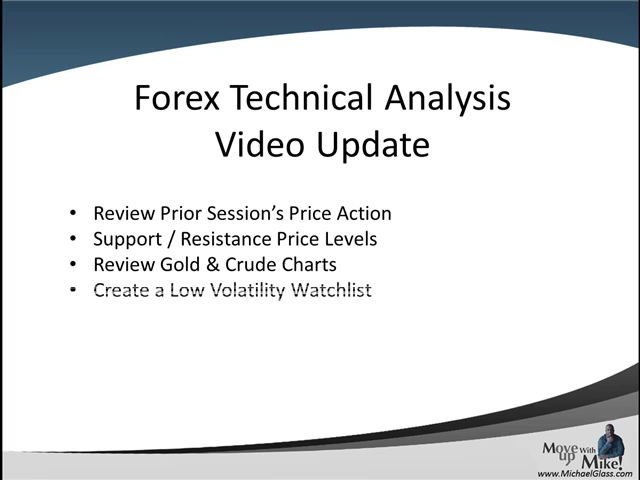 Forex Technical Analysis
Video Update
• Review Prior Session's Price Action
• Support / Resistance Price Levels
• Review Gold & Crude Charts
• Create a Low Volatility Watchlist
Move up With Mike!
www.MichaelGlass.com